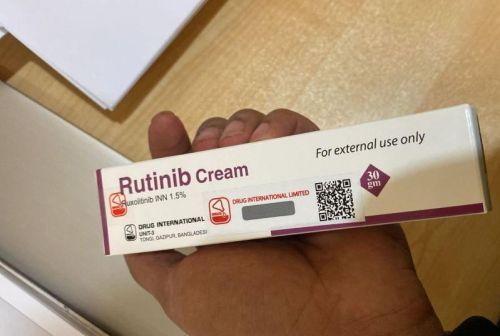 Rutinib Cream
Ruxolitinib INN 1.5%
For external use only
30
gm
DRUG INTERNATIONAL LIMITED
DRUG INTERNATIONAL
UNIT-3
TONGI, GAZIPUR, BANGLADESH